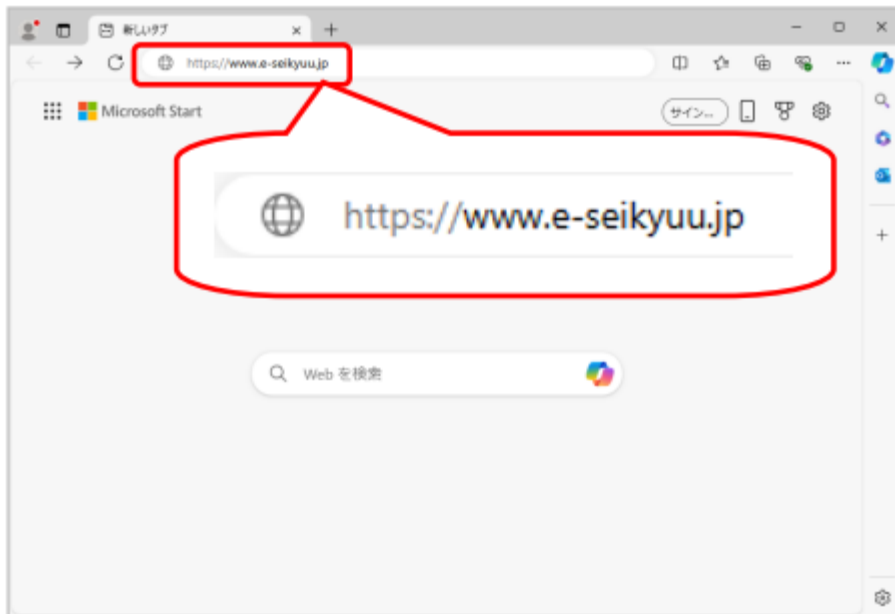 新しいタブ
https://www.e-seikyuu.jp
Microsoft Start
サイン...
https://www.e-seikyuu.jp
Web を検索